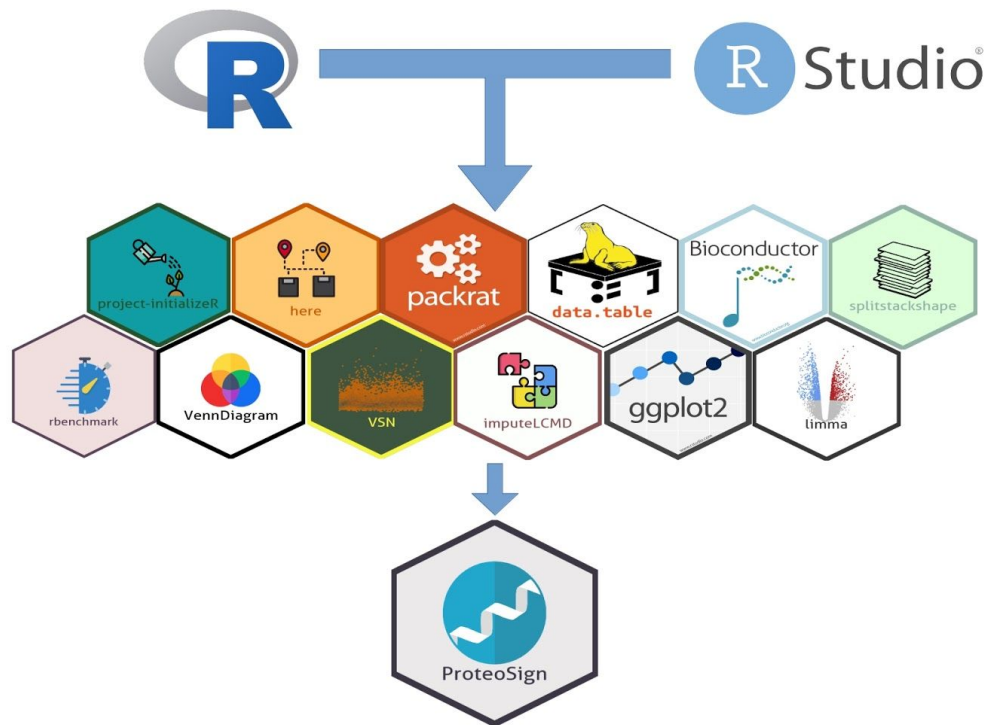 R
R Studio®
project-initializeR
here
packrat
data.table
Bioconductor
splitstackshape
rbenchmark
VennDiagram
VSN
imputeLCMD
ggplot2
limma
ProteoSign